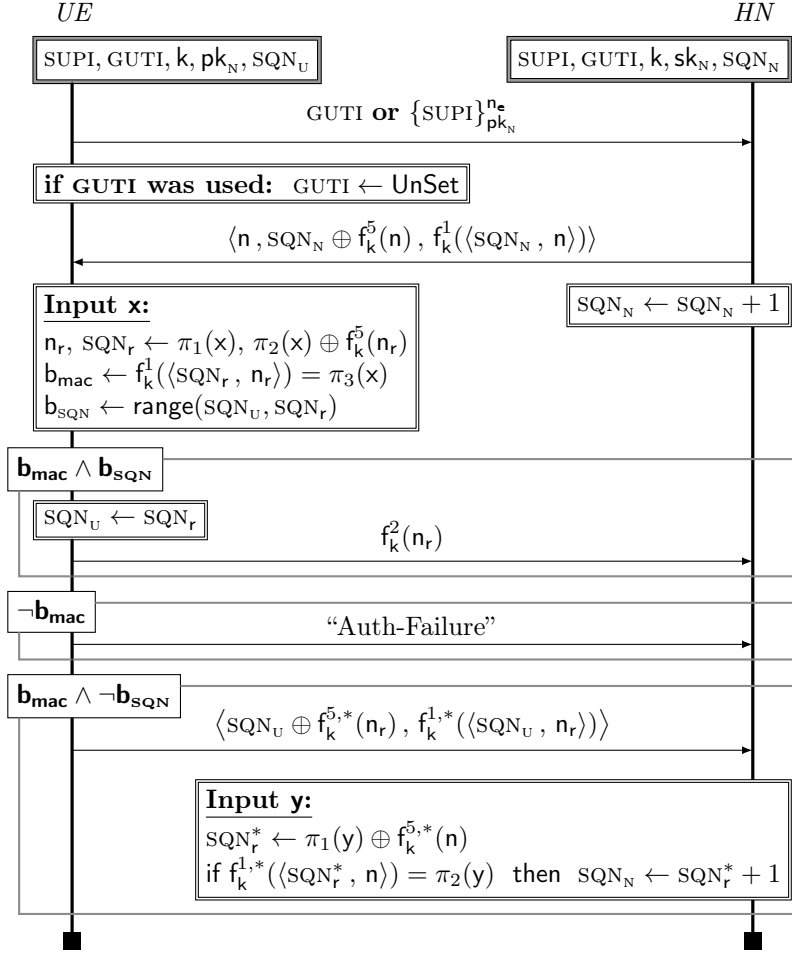 UE HN
SUPI, GUTI, k, pk_N, SQN_U SUPI, GUTI, k, sk_N, SQN_N
GUTI or {SUPI}^{n_e}_{pk_N}
if GUTI was used: GUTI ← UnSet
⟨n , SQN_N ⊕ f^5_k(n) , f^1_k(⟨SQN_N , n⟩)⟩
SQN_N ← SQN_N + 1
Input x:
n_r, SQN_r ← π_1(x), π_2(x) ⊕ f^5_k(n_r)
b_mac ← f^1_k(⟨SQN_r , n_r⟩) = π_3(x)
b_SQN ← range(SQN_U, SQN_r)
b_mac ∧ b_SQN
SQN_U ← SQN_r
f^2_k(n_r)
¬b_mac
“Auth-Failure”
b_mac ∧ ¬b_SQN
⟨SQN_U ⊕ f^{5,*}_k(n_r) , f^{1,*}_k(⟨SQN_U , n_r⟩)⟩
Input y:
SQN^*_r ← π_1(y) ⊕ f^{5,*}_k(n)
if f^{1,*}_k(⟨SQN^*_r , n⟩) = π_2(y) then SQN_N ← SQN^*_r + 1